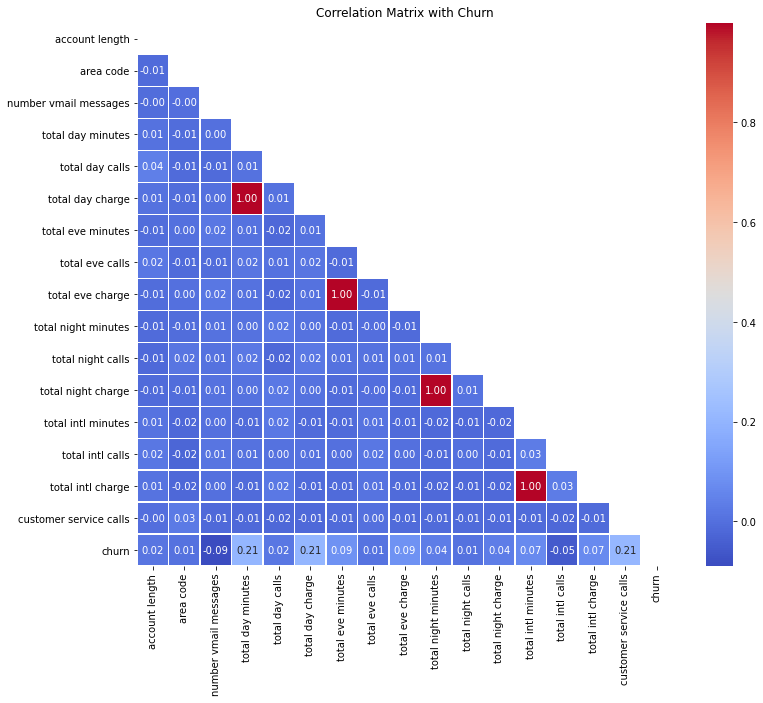 Correlation Matrix with Churn
account length
area code -0.01
number vmail messages -0.00 -0.00
total day minutes 0.01 -0.01 0.00
total day calls 0.04 -0.01 -0.01 0.01
total day charge 0.01 -0.01 0.00 1.00 0.01
total eve minutes -0.01 0.00 0.02 0.01 -0.02 0.01
total eve calls 0.02 -0.01 -0.01 0.02 0.01 0.02 -0.01
total eve charge -0.01 0.00 0.02 0.01 -0.02 0.01 1.00 -0.01
total night minutes -0.01 -0.01 0.01 0.00 0.02 0.00 -0.01 -0.00 -0.01
total night calls -0.01 0.02 0.01 0.02 -0.02 0.02 0.01 0.01 0.01 0.01
total night charge -0.01 -0.01 0.01 0.00 0.02 0.00 -0.01 -0.00 -0.01 1.00 0.01
total intl minutes 0.01 -0.02 0.00 -0.01 0.02 -0.01 -0.01 0.01 -0.01 -0.02 -0.01 -0.02
total intl calls 0.02 -0.02 0.01 0.01 0.00 0.01 0.00 0.02 0.00 -0.01 0.00 -0.01 0.03
total intl charge 0.01 -0.02 0.00 -0.01 0.02 -0.01 -0.01 0.01 -0.01 -0.02 -0.01 -0.02 1.00 0.03
customer service calls -0.00 0.03 -0.01 -0.01 -0.02 -0.01 -0.01 0.00 -0.01 -0.01 -0.01 -0.01 -0.01 -0.02 -0.01
churn 0.02 0.01 -0.09 0.21 0.02 0.21 0.09 0.01 0.09 0.04 0.01 0.04 0.07 -0.05 0.07 0.21
account length
area code
number vmail messages
total day minutes
total day calls
total day charge
total eve minutes
total eve calls
total eve charge
total night minutes
total night calls
total night charge
total intl minutes
total intl calls
total intl charge
customer service calls
churn
0.8
0.6
0.4
0.2
0.0